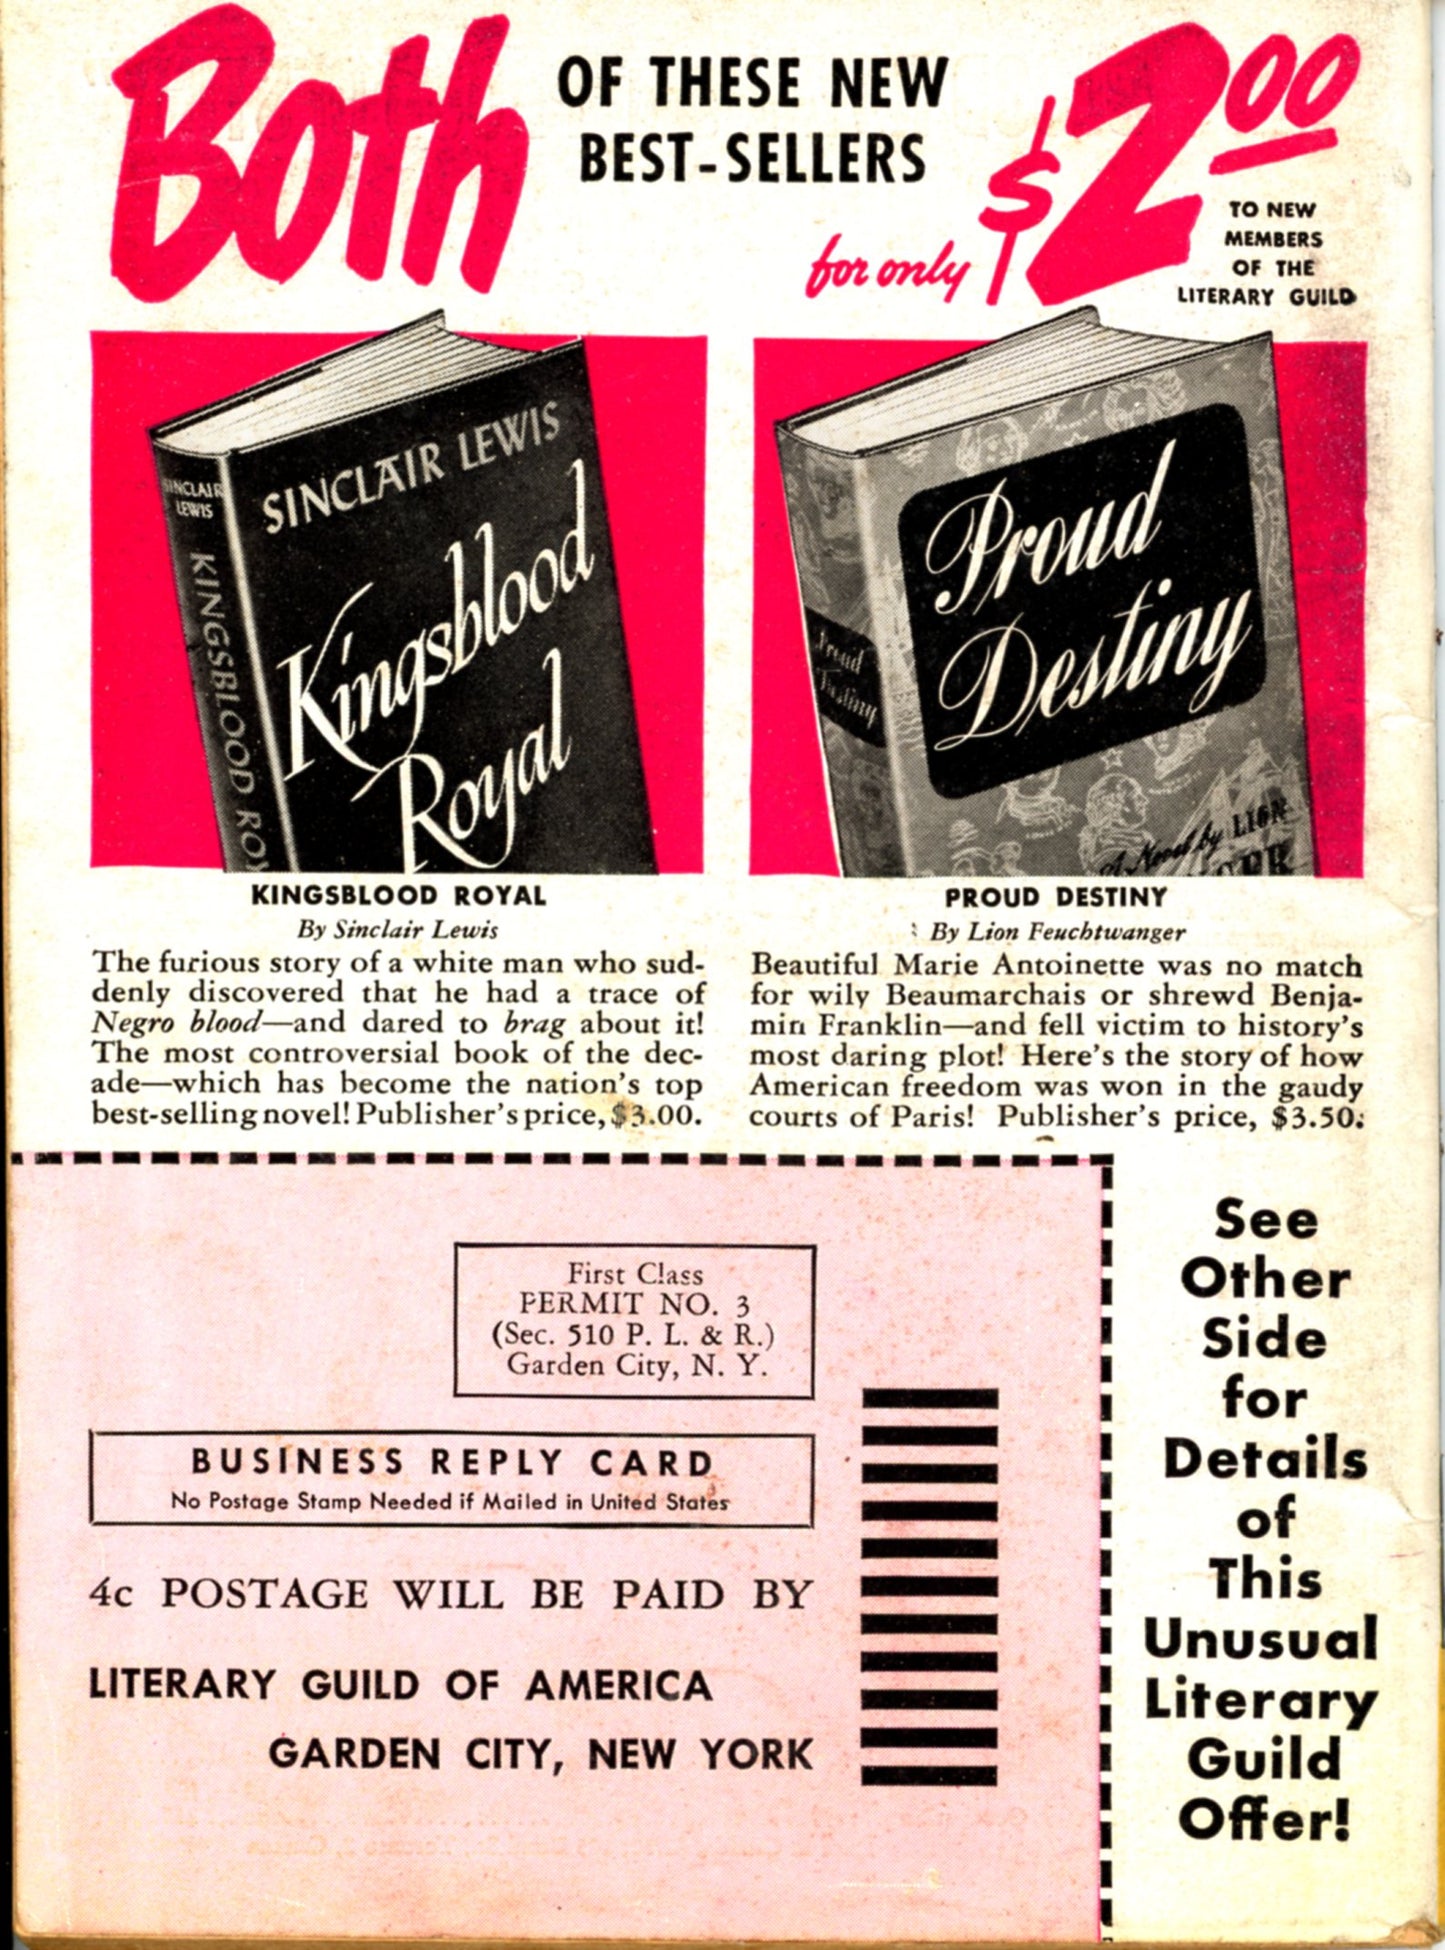 Both
OF THESE NEW
BEST-SELLERS
for only
$2.00
TO NEW
MEMBERS
OF THE
LITERARY GUILD
SINCLAIR
LEWIS
KINGSBLOOD ROY
SINCLAIR LEWIS
Kingsblood
Royal
Proud
Destiny
Proud
Destiny
A Novel by LION
KINGSBLOOD ROYAL
By Sinclair Lewis
The furious story of a white man who sud-
denly discovered that he had a trace of
Negro blood—and dared to brag about it!
The most controversial book of the dec-
ade—which has become the nation's top
best-selling novel! Publisher's price, $3.00.
PROUD DESTINY
By Lion Feuchtwanger
Beautiful Marie Antoinette was no match
for wily Beaumarchais or shrewd Benja-
min Franklin—and fell victim to history's
most daring plot! Here's the story of how
American freedom was won in the gaudy
courts of Paris! Publisher's price, $3.50.
First Class
PERMIT NO. 3
(Sec. 510 P. L. & R.)
Garden City, N. Y.
BUSINESS REPLY CARD
No Postage Stamp Needed if Mailed in United States
4c POSTAGE WILL BE PAID BY
LITERARY GUILD OF AMERICA
GARDEN CITY, NEW YORK
See
Other
Side
for
Details
of
This
Unusual
Literary
Guild
Offer!